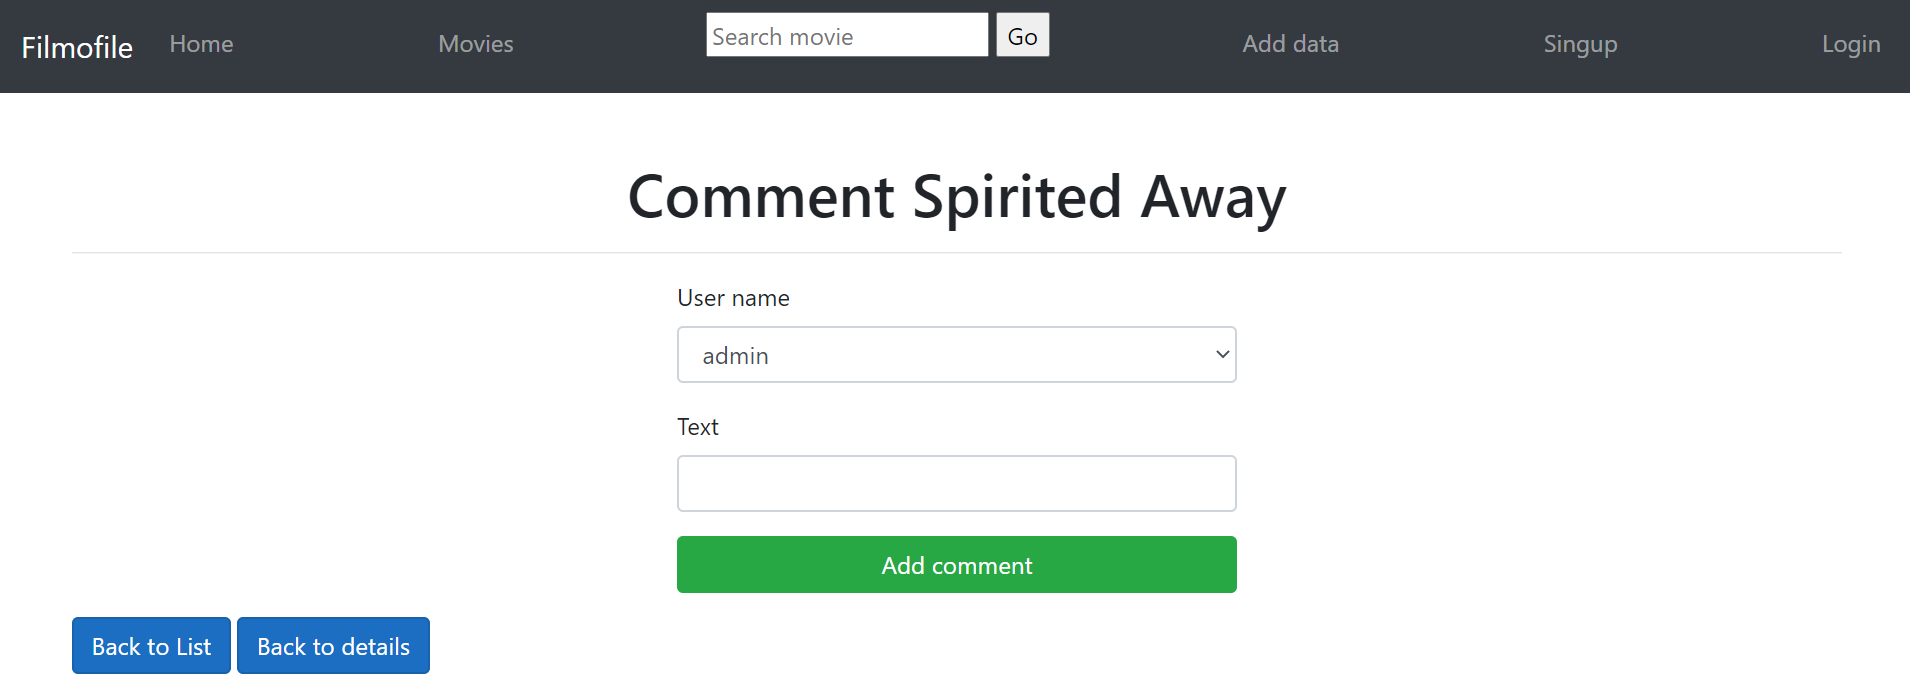 Filmofile Home Movies Search movie Go Add data Singup Login
Comment Spirited Away
User name
admin
Text
Add comment
Back to List Back to details